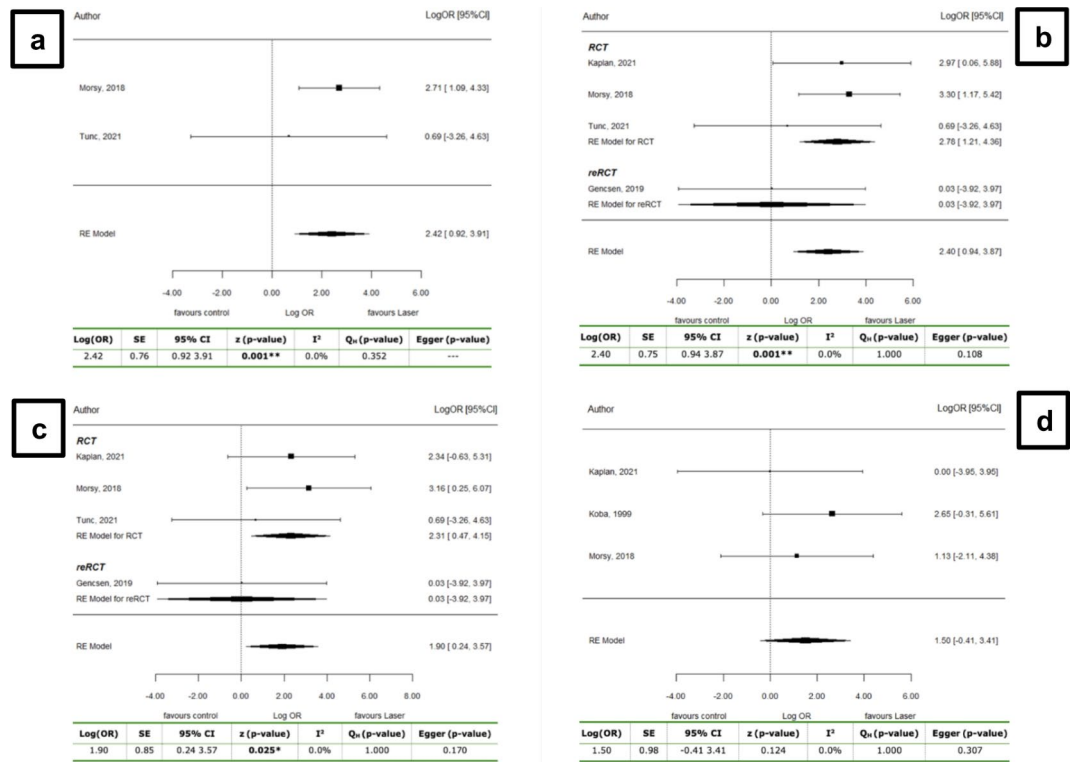 a
Author LogOR [95%CI]
Morsy, 2018 2.71 [ 1.09, 4.33]
Tunc, 2021 0.69 [-3.26, 4.63]
RE Model 2.42 [ 0.92, 3.91]
-4.00 -2.00 0.00 2.00 4.00 6.00
favours control Log OR favours Laser
Log(OR) SE 95% CI z (p-value) I² Qₕ (p-value) Egger (p-value)
2.42 0.76 0.92 3.91 0.001** 0.0% 0.352 ---
b
Author LogOR [95%CI]
RCT
Kaplan, 2021 2.97 [ 0.06, 5.88]
Morsy, 2018 3.30 [ 1.17, 5.42]
Tunc, 2021 0.69 [-3.26, 4.63]
RE Model for RCT 2.78 [ 1.21, 4.36]
reRCT
Gencsen, 2019 0.03 [-3.92, 3.97]
RE Model for reRCT 0.03 [-3.92, 3.97]
RE Model 2.40 [ 0.94, 3.87]
-4.00 -2.00 0.00 2.00 4.00 6.00
favours control Log OR favours Laser
Log(OR) SE 95% CI z (p-value) I² Qₕ (p-value) Egger (p-value)
2.40 0.75 0.94 3.87 0.001** 0.0% 1.000 0.108
c
Author LogOR [95%CI]
RCT
Kaplan, 2021 2.34 [-0.63, 5.31]
Morsy, 2018 3.16 [ 0.25, 6.07]
Tunc, 2021 0.69 [-3.26, 4.63]
RE Model for RCT 2.31 [ 0.47, 4.15]
reRCT
Gencsen, 2019 0.03 [-3.92, 3.97]
RE Model for reRCT 0.03 [-3.92, 3.97]
RE Model 1.90 [ 0.24, 3.57]
-4.00 -2.00 0.00 2.00 4.00 6.00 8.00
favours control Log OR favours Laser
Log(OR) SE 95% CI z (p-value) I² Qₕ (p-value) Egger (p-value)
1.90 0.85 0.24 3.57 0.025* 0.0% 1.000 0.170
d
Author LogOR [95%CI]
Kaplan, 2021 0.00 [-3.95, 3.95]
Koba, 1999 2.65 [-0.31, 5.61]
Morsy, 2018 1.13 [-2.11, 4.38]
RE Model 1.50 [-0.41, 3.41]
-4.00 -2.00 0.00 2.00 4.00 6.00
favours control Log OR favours Laser
Log(OR) SE 95% CI z (p-value) I² Qₕ (p-value) Egger (p-value)
1.50 0.98 -0.41 3.41 0.124 0.0% 1.000 0.307